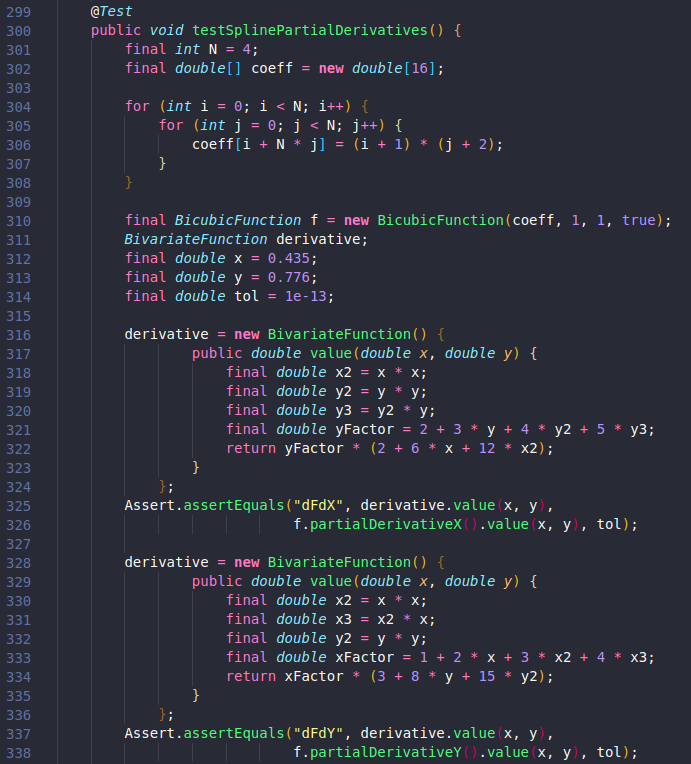 299 @Test
300 public void testSplinePartialDerivatives() {
301 final int N = 4;
302 final double[] coeff = new double[16];
303
304 for (int i = 0; i < N; i++) {
305 for (int j = 0; j < N; j++) {
306 coeff[i + N * j] = (i + 1) * (j + 2);
307 }
308 }
309
310 final BicubicFunction f = new BicubicFunction(coeff, 1, 1, true);
311 BivariateFunction derivative;
312 final double x = 0.435;
313 final double y = 0.776;
314 final double tol = 1e-13;
315
316 derivative = new BivariateFunction() {
317 public double value(double x, double y) {
318 final double x2 = x * x;
319 final double y2 = y * y;
320 final double y3 = y2 * y;
321 final double yFactor = 2 + 3 * y + 4 * y2 + 5 * y3;
322 return yFactor * (2 + 6 * x + 12 * x2);
323 }
324 };
325 Assert.assertEquals("dFdX", derivative.value(x, y),
326 f.partialDerivativeX().value(x, y), tol);
327
328 derivative = new BivariateFunction() {
329 public double value(double x, double y) {
330 final double x2 = x * x;
331 final double x3 = x2 * x;
332 final double y2 = y * y;
333 final double xFactor = 1 + 2 * x + 3 * x2 + 4 * x3;
334 return xFactor * (3 + 8 * y + 15 * y2);
335 }
336 };
337 Assert.assertEquals("dFdY", derivative.value(x, y),
338 f.partialDerivativeY().value(x, y), tol);